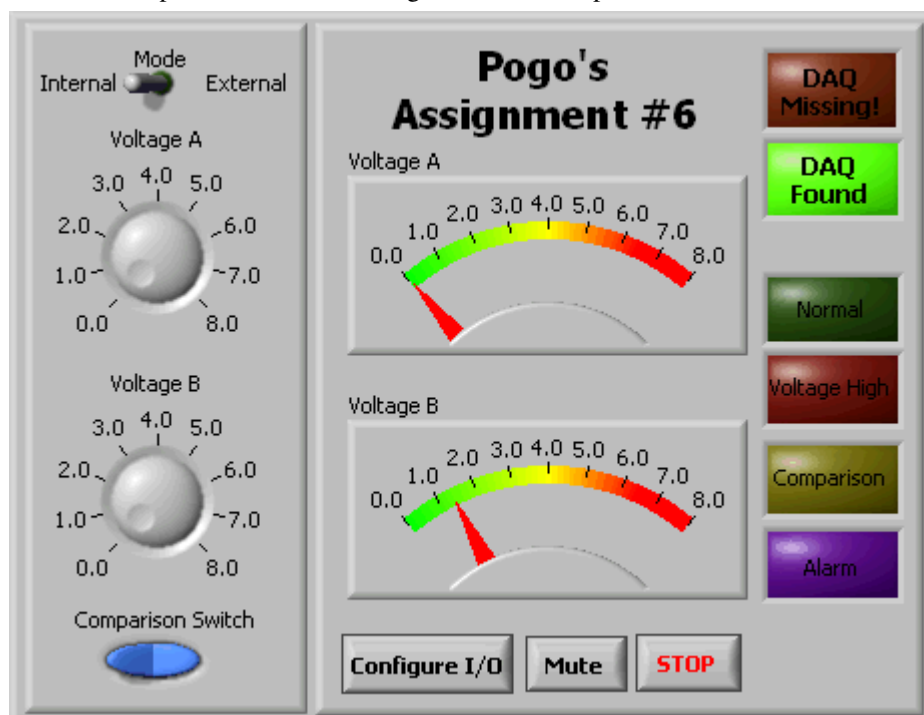 Mode
Internal
External
Voltage A
0.0
1.0
2.0
3.0
4.0
5.0
6.0
7.0
8.0
Voltage B
0.0
1.0
2.0
3.0
4.0
5.0
6.0
7.0
8.0
Comparison Switch
Pogo's
Assignment #6
Voltage A
0.0
1.0
2.0
3.0
4.0
5.0
6.0
7.0
8.0
Voltage B
0.0
1.0
2.0
3.0
4.0
5.0
6.0
7.0
8.0
Configure I/O
Mute
STOP
DAQ
Missing!
DAQ
Found
Normal
Voltage High
Comparison
Alarm